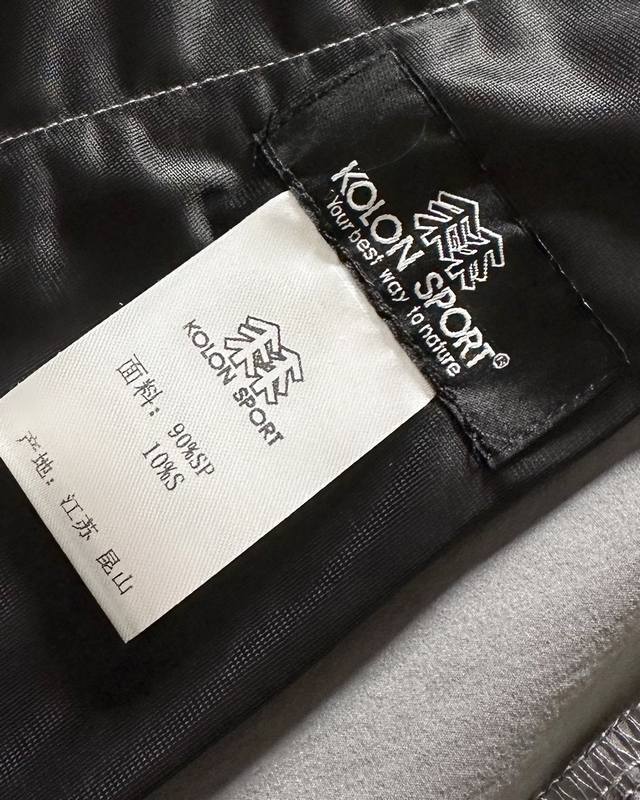 KOLON SPORT®
Your best way to nature
KOLON SPORT
面料: 90%SP
10%S
产地: 江苏 昆山